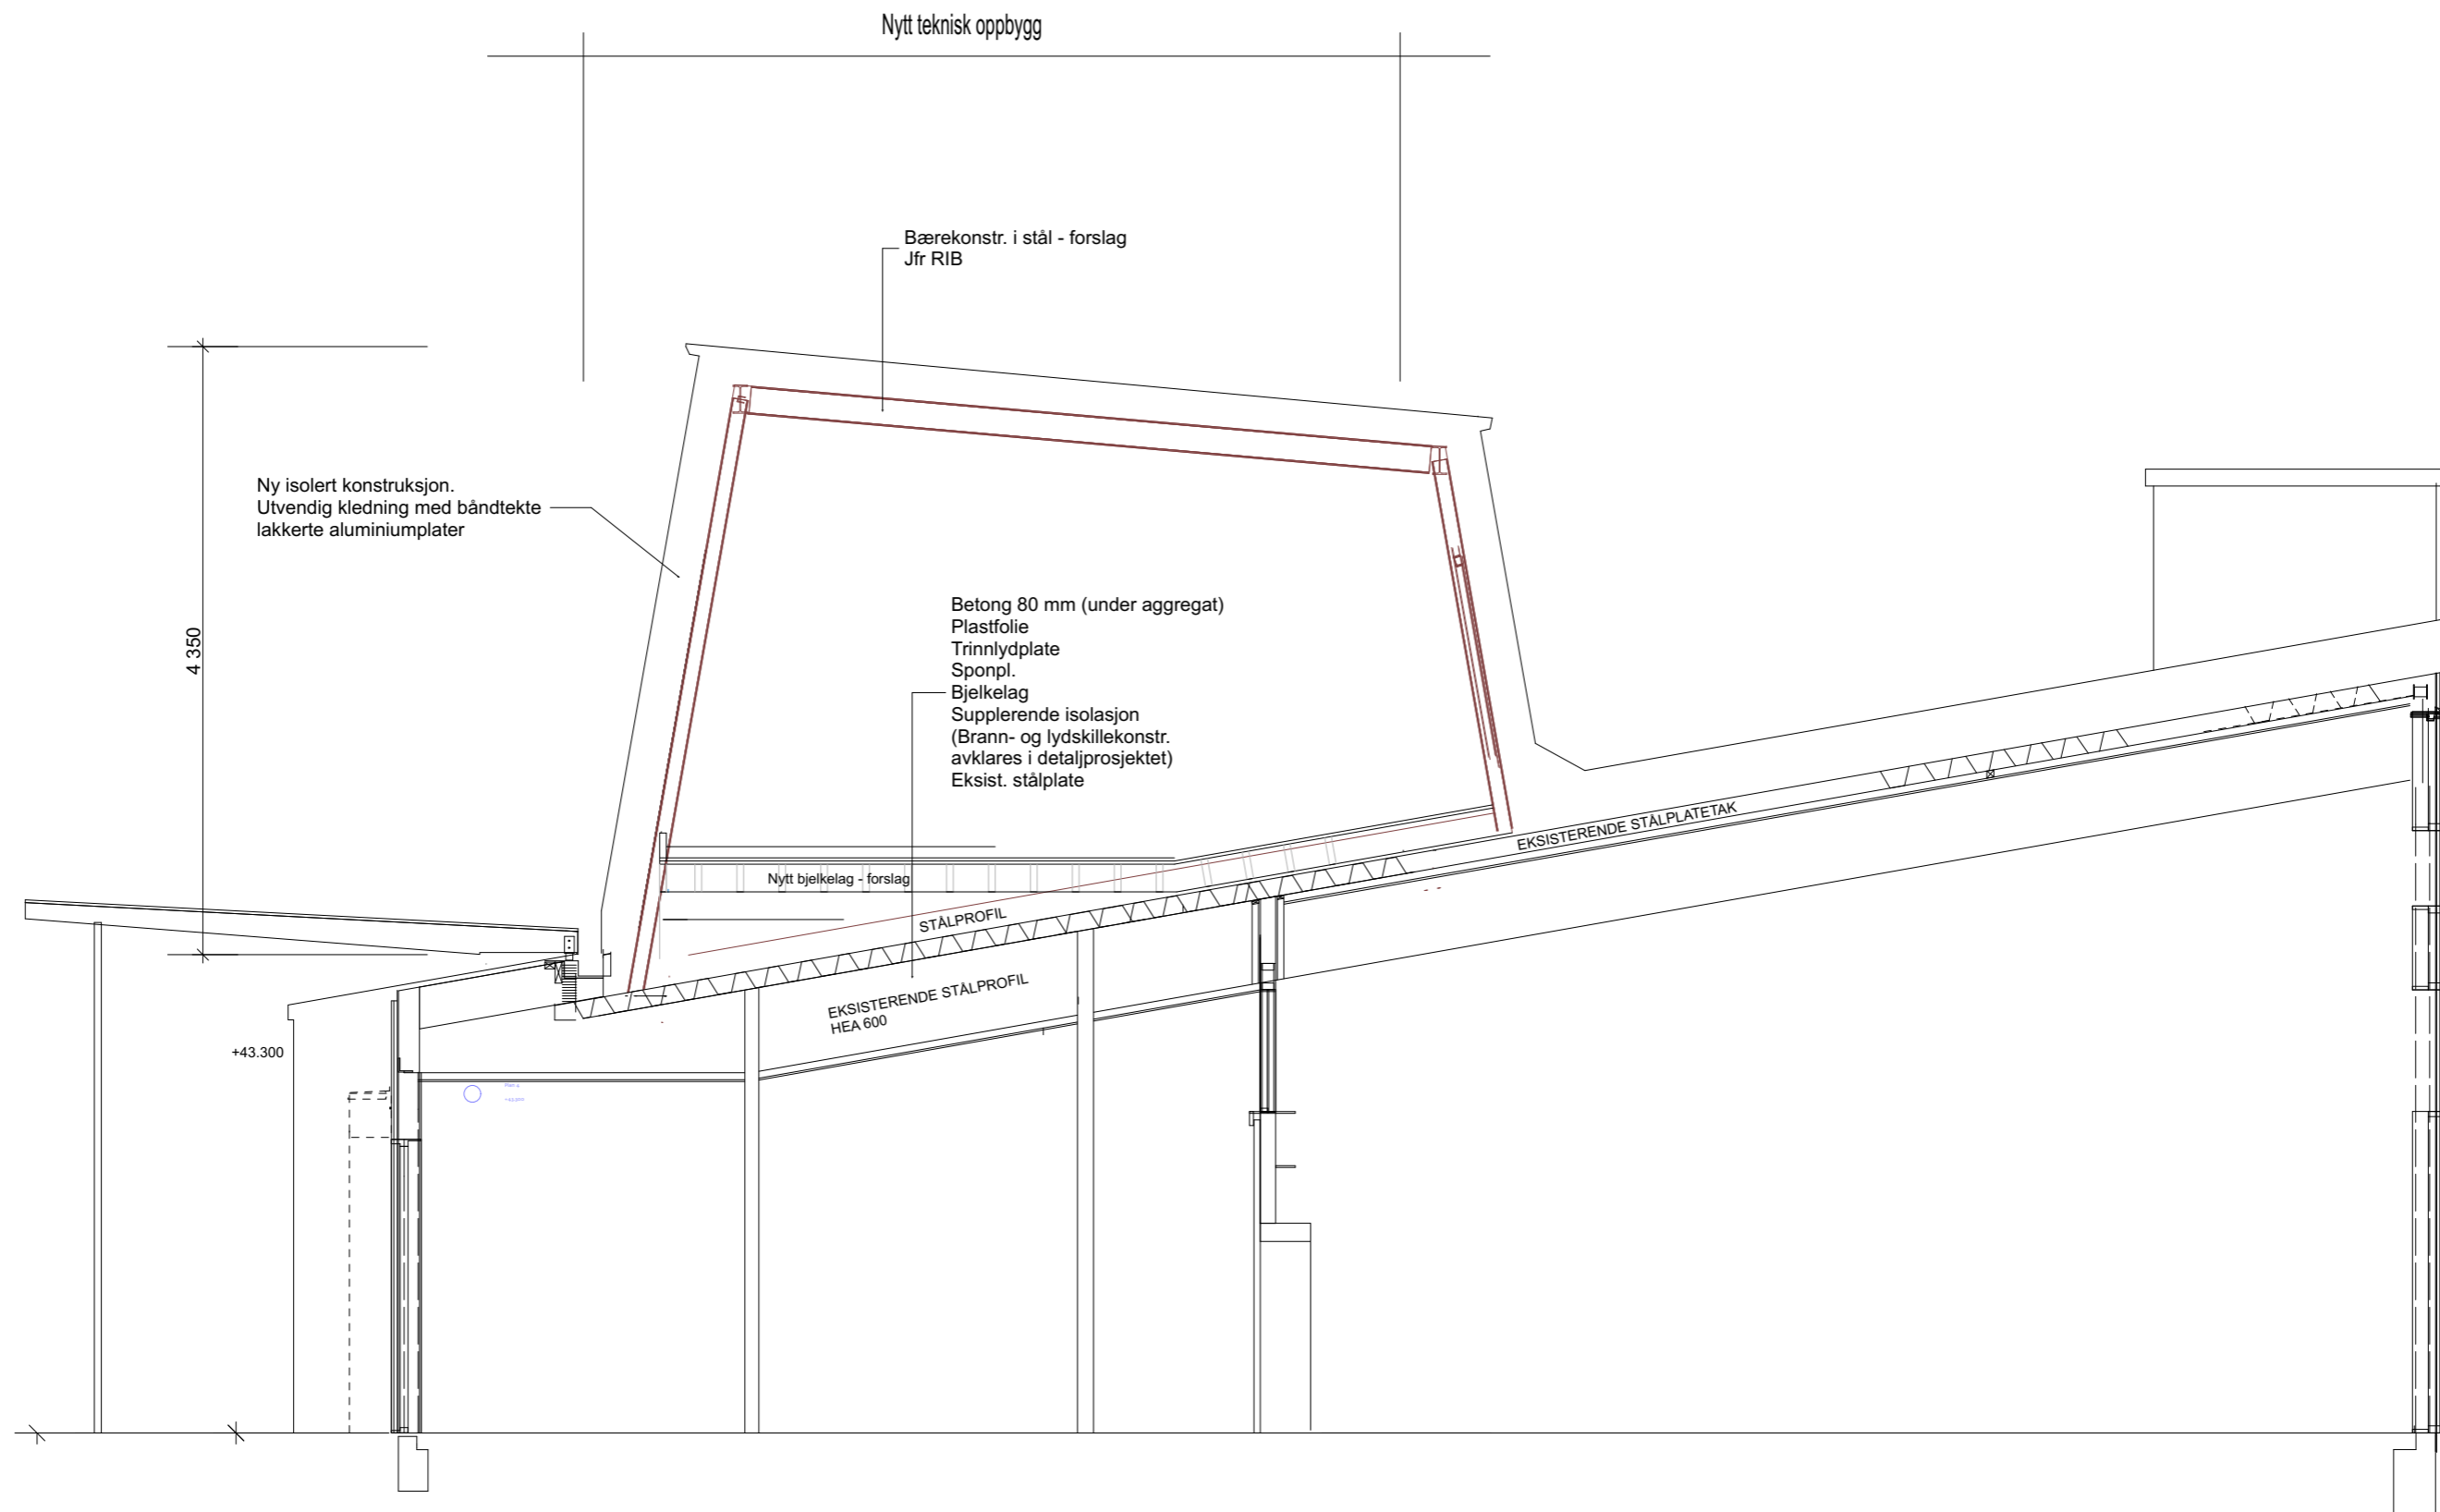 Nytt teknisk oppbygg
Bærekonstr. i stål - forslag
Jfr RIB
Ny isolert konstruksjon.
Utvendig kledning med båndtekte
lakkerte aluminiumplater
4 350
Betong 80 mm (under aggregat)
Plastfolie
Trinnlydplate
Sponpl.
Bjelkelag
Supplerende isolasjon
(Brann- og lydskillekonstr.
avklares i detaljprosjektet)
Eksist. stålplate
EKSISTERENDE STÅLPLATETAK
Nytt bjelkelag - forslag
STÅLPROFIL
EKSISTERENDE STÅLPROFIL
HEA 600
+43.300